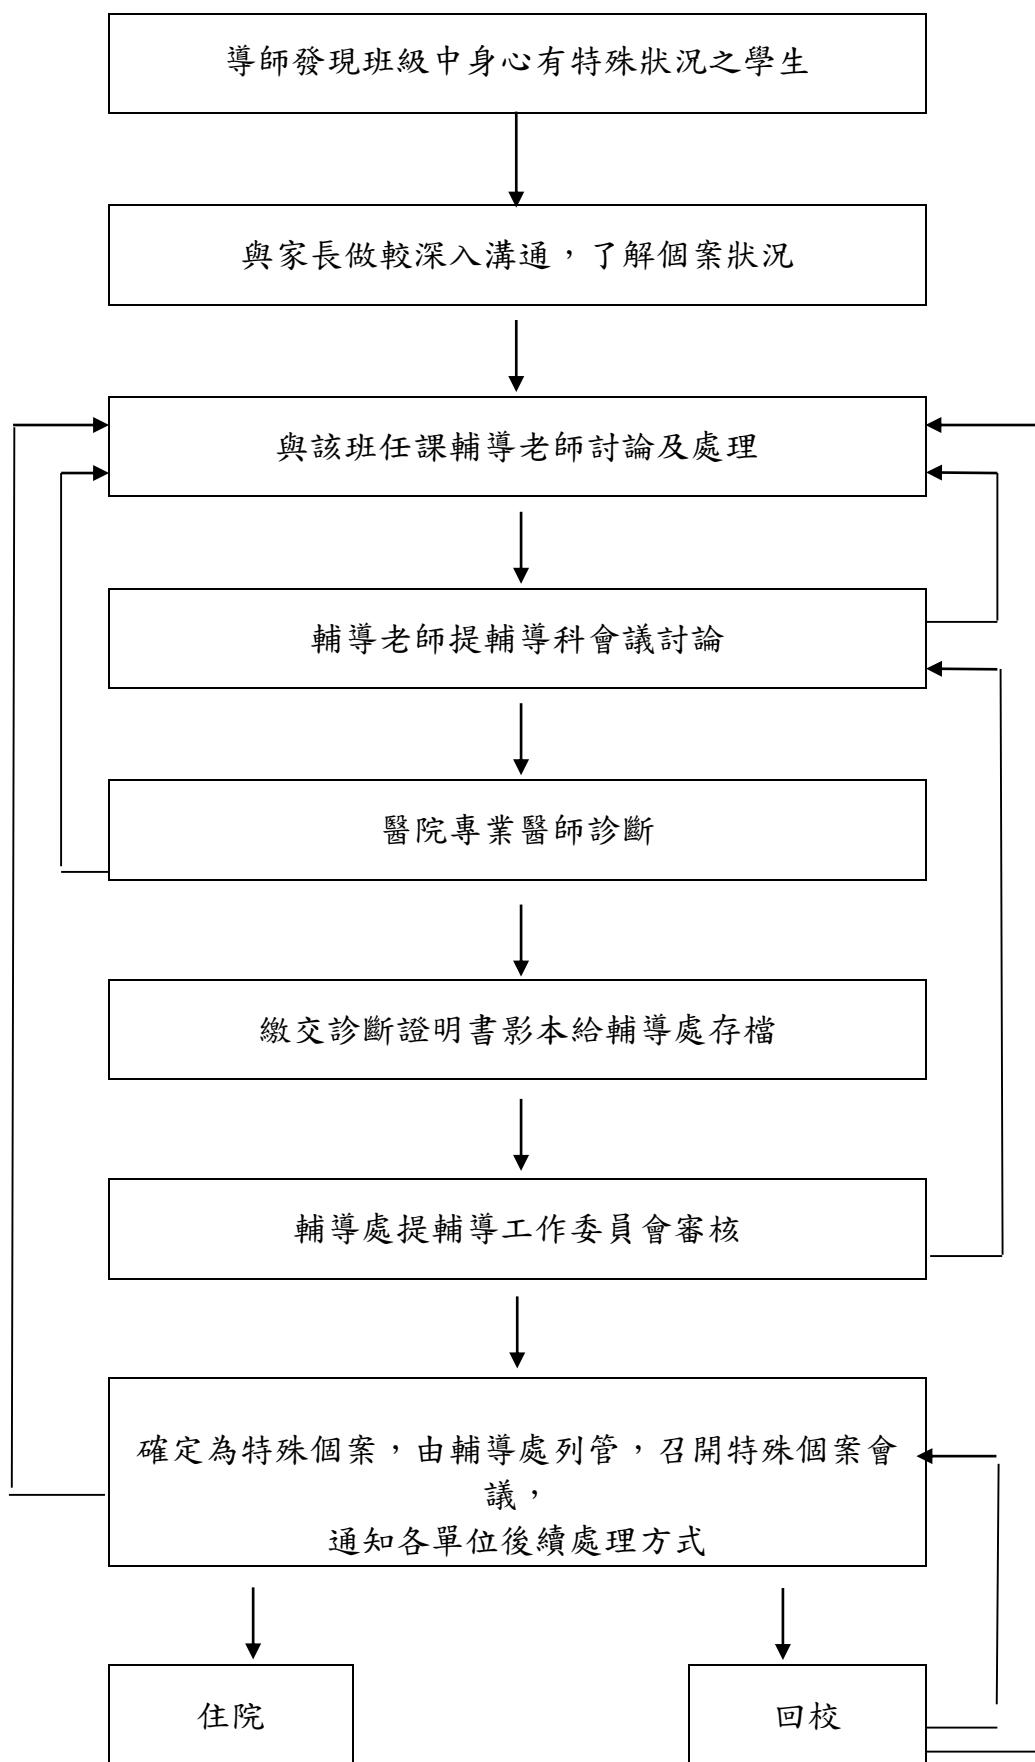 導師發現班級中身心有特殊狀況之學生
與家長做較深入溝通，了解個案狀況
與該班任課輔導老師討論及處理
輔導老師提輔導科會議討論
醫院專業醫師診斷
繳交診斷證明書影本給輔導處存檔
輔導處提輔導工作委員會審核
確定為特殊個案，由輔導處列管，召開特殊個案會
議，
通知各單位後續處理方式
住院
回校